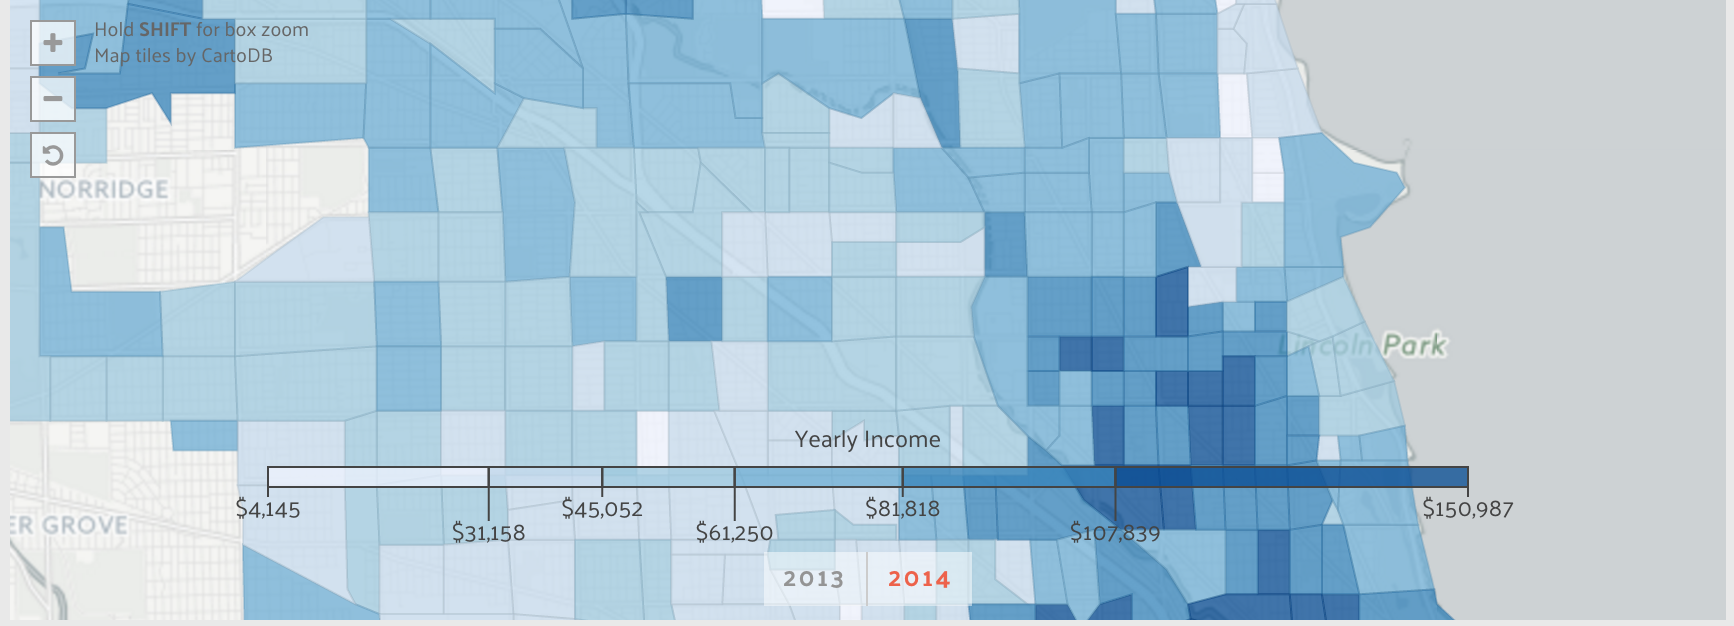 +
Hold SHIFT for box zoom
Map tiles by CartoDB
−
NORRIDGE
Lincoln Park
Yearly Income
$4,145
$45,052
$81,818
$150,987
$31,158
$61,250
$107,839
ER GROVE
2013
2014